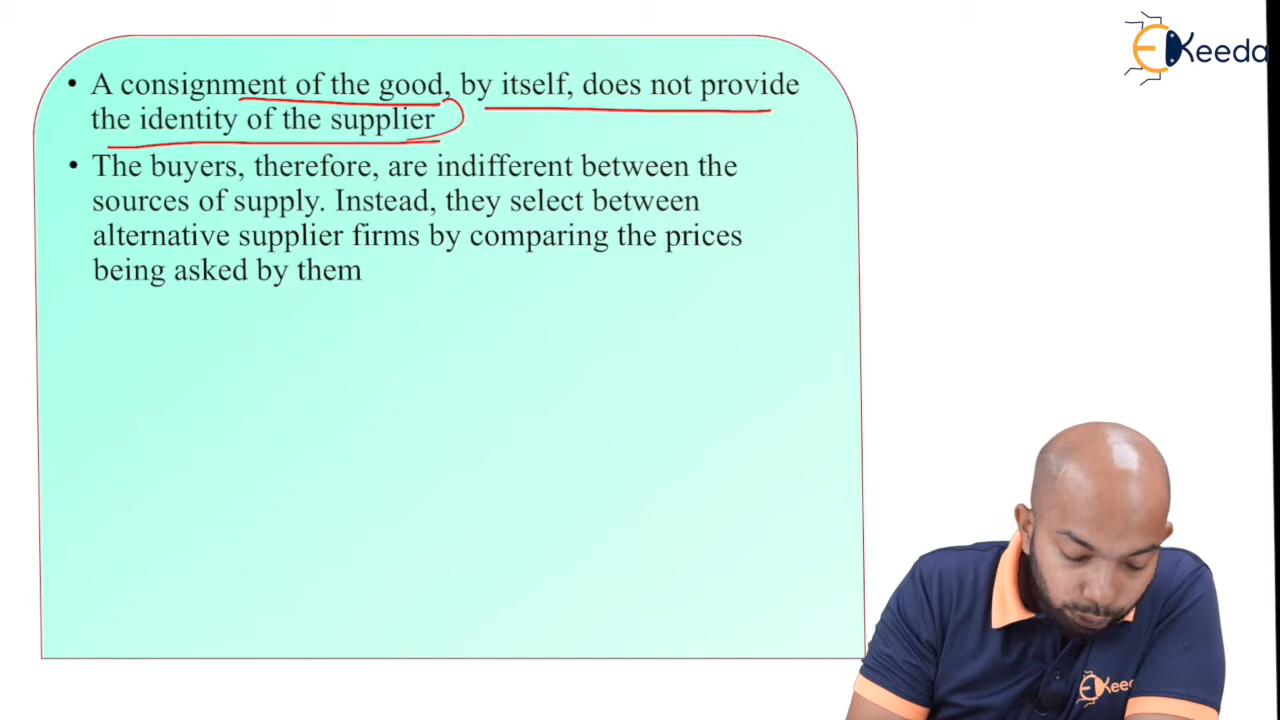 EKeeda
• A consignment of the good, by itself, does not provide
the identity of the supplier
• The buyers, therefore, are indifferent between the
sources of supply. Instead, they select between
alternative supplier firms by comparing the prices
being asked by them
EKeeda